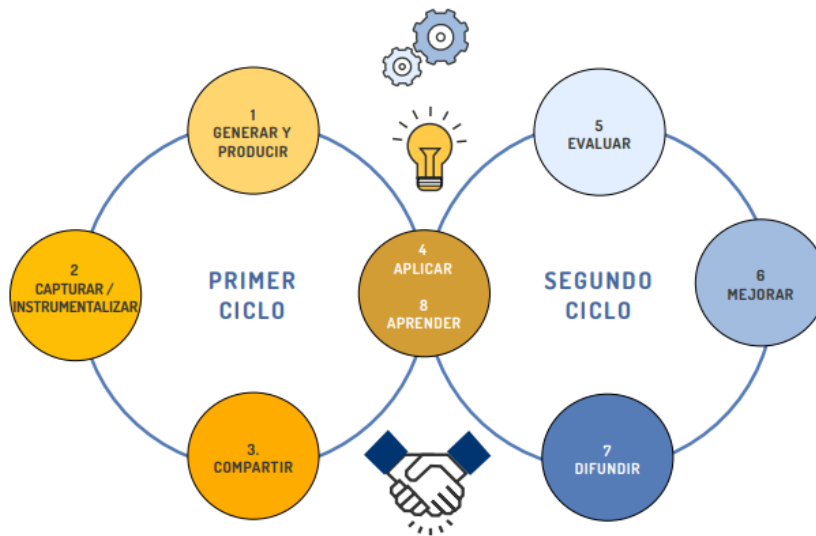 1
GENERAR Y
PRODUCIR
2
CAPTURAR /
INSTRUMENTALIZAR
3.
COMPARTIR
PRIMER
CICLO
4
APLICAR
8
APRENDER
SEGUNDO
CICLO
5
EVALUAR
6
MEJORAR
7
DIFUNDIR